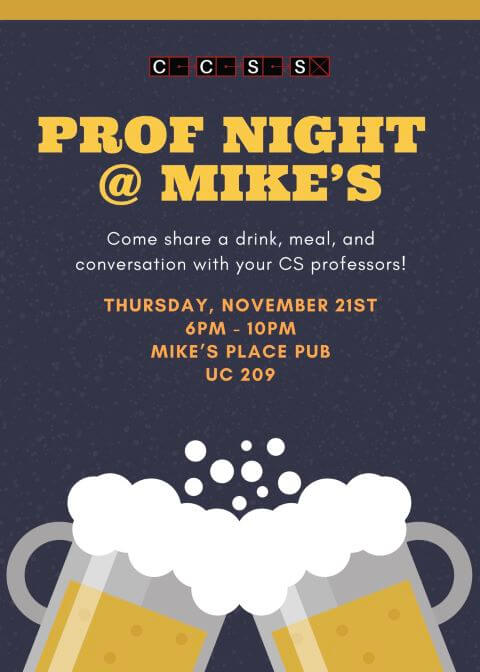 C C S S
PROF NIGHT
@ MIKE'S
Come share a drink, meal, and
conversation with your CS professors!
THURSDAY, NOVEMBER 21ST
6PM - 10PM
MIKE'S PLACE PUB
UC 209